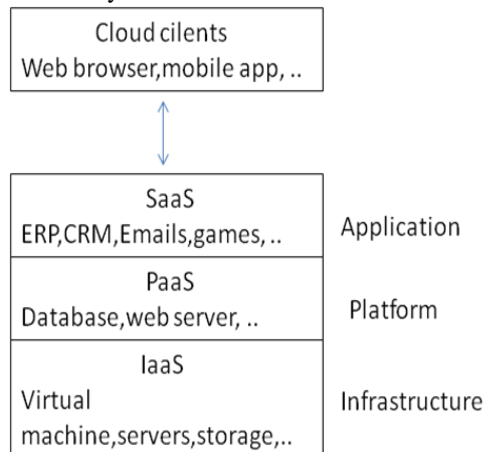 Cloud cilents
Web browser,mobile app, ..
SaaS
ERP,CRM,Emails,games, ..
Application
PaaS
Database,web server, ..
Platform
IaaS
Virtual
machine,servers,storage,..
Infrastructure